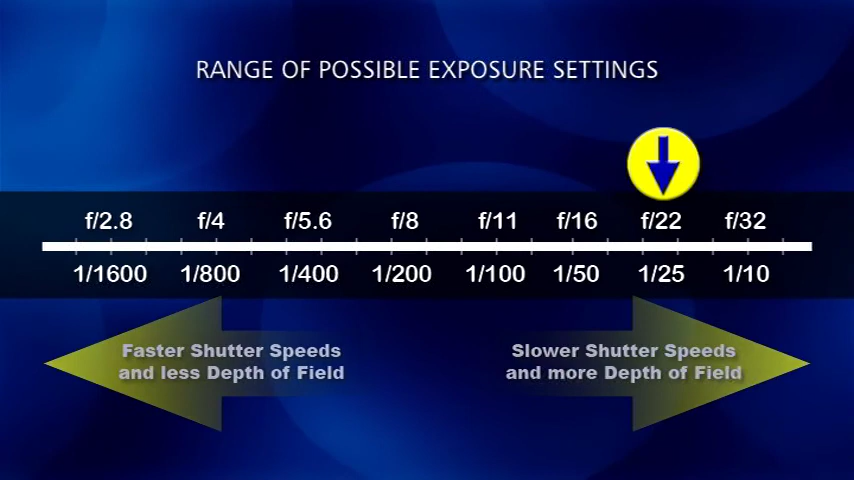 RANGE OF POSSIBLE EXPOSURE SETTINGS
f/2.8 f/4 f/5.6 f/8 f/11 f/16 f/22 f/32
1/1600 1/800 1/400 1/200 1/100 1/50 1/25 1/10
Faster Shutter Speeds
and less Depth of Field
Slower Shutter Speeds
and more Depth of Field